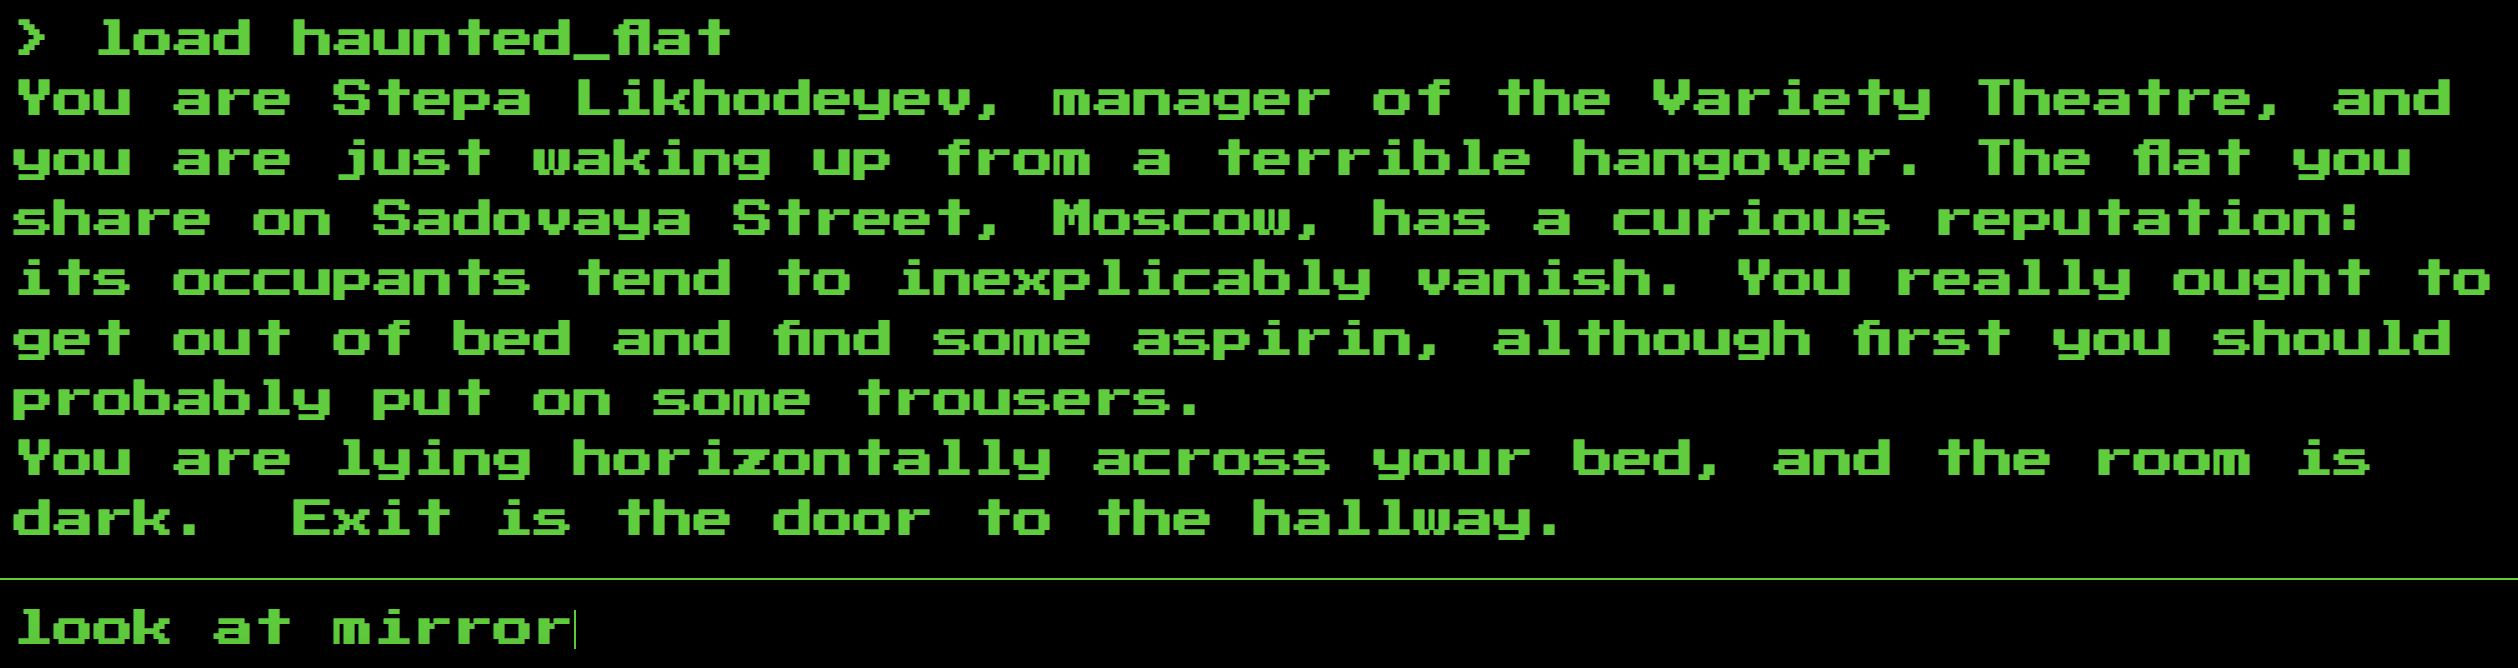 > load haunted_flat
You are Stepa Likhodeyev, manager of the Variety Theatre, and
you are just waking up from a terrible hangover. The flat you
share on Sadovaya Street, Moscow, has a curious reputation:
its occupants tend to inexplicably vanish. You really ought to
get out of bed and find some aspirin, although first you should
probably put on some trousers.
You are lying horizontally across your bed, and the room is
dark.  Exit is the door to the hallway.
look at mirror